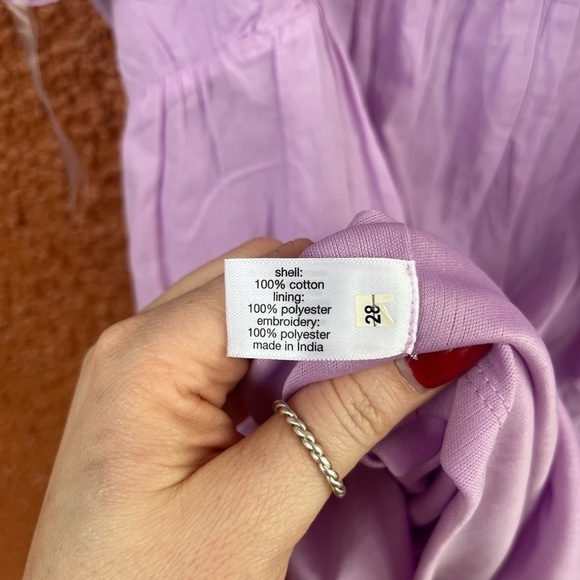 shell:
100% cotton
lining:
100% polyester
embroidery:
100% polyester
made in India
28